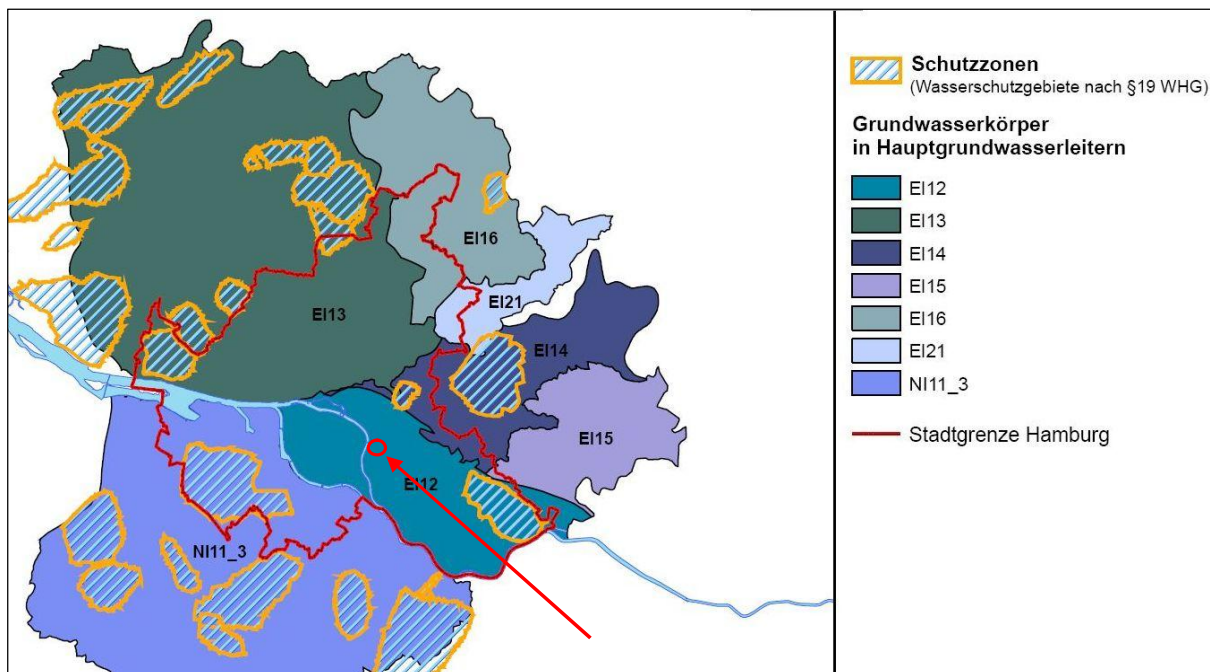 Schutzzonen
(Wasserschutzgebiete nach §19 WHG)
Grundwasserkörper
in Hauptgrundwasserleitern
EI12
EI13
EI14
EI15
EI16
EI21
NI11_3
Stadtgrenze Hamburg
EI16
EI21
EI13
EI14
EI15
EI12
NI11_3